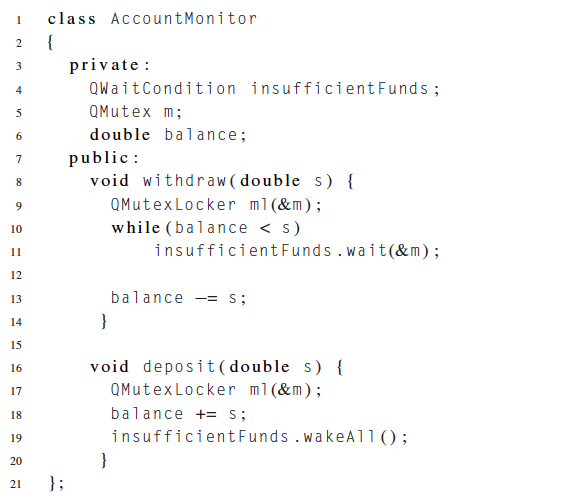 1 class AccountMonitor
2 {
3 private:
4 QWaitCondition insufficientFunds;
5 QMutex m;
6 double balance;
7 public:
8 void withdraw(double s) {
9 QMutexLocker ml(&m);
10 while(balance < s)
11 insufficientFunds.wait(&m);
12
13 balance −= s;
14 }
15
16 void deposit(double s) {
17 QMutexLocker ml(&m);
18 balance += s;
19 insufficientFunds.wakeAll();
20 }
21 };